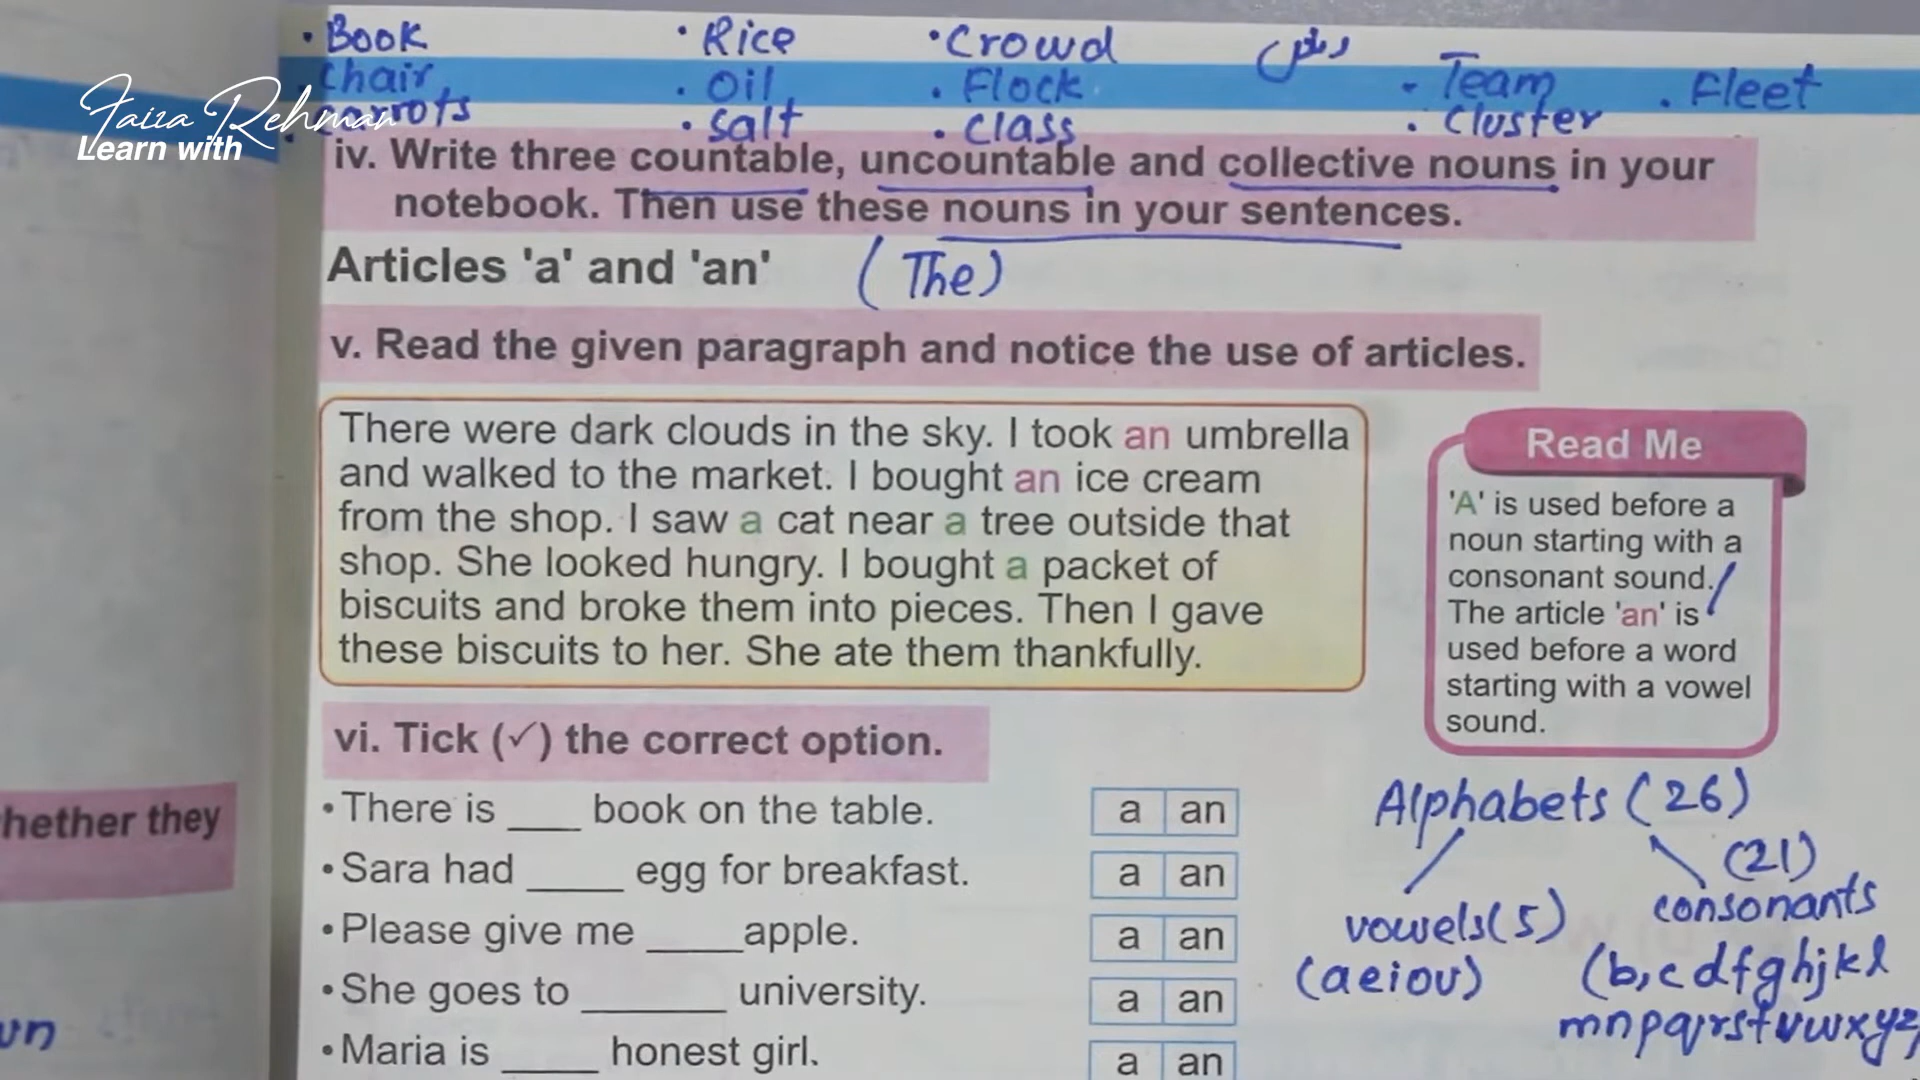 • Book • Rice • Crowd Team • Fleet
• Chair • Oil • Flock • Cluster
• Carrots • Salt • Class
Faiza Rehman
Learn with
iv. Write three countable, uncountable and collective nouns in your
notebook. Then use these nouns in your sentences.
Articles 'a' and 'an' (The)
v. Read the given paragraph and notice the use of articles.
There were dark clouds in the sky. I took an umbrella
and walked to the market. I bought an ice cream
from the shop. I saw a cat near a tree outside that
shop. She looked hungry. I bought a packet of
biscuits and broke them into pieces. Then I gave
these biscuits to her. She ate them thankfully.
Read Me
'A' is used before a
noun starting with a
consonant sound.
The article 'an' is
used before a word
starting with a vowel
sound.
vi. Tick (✓) the correct option.
• There is ____ book on the table. a an
• Sara had ____ egg for breakfast. a an
• Please give me ____ apple. a an
• She goes to ____ university. a an
• Maria is ____ honest girl. a an
Alphabets (26)
(21)
vowels(5) consonants
(aeiou) (b,c d f g h j k l
m n p q r s t v w x y z)
hether they
un